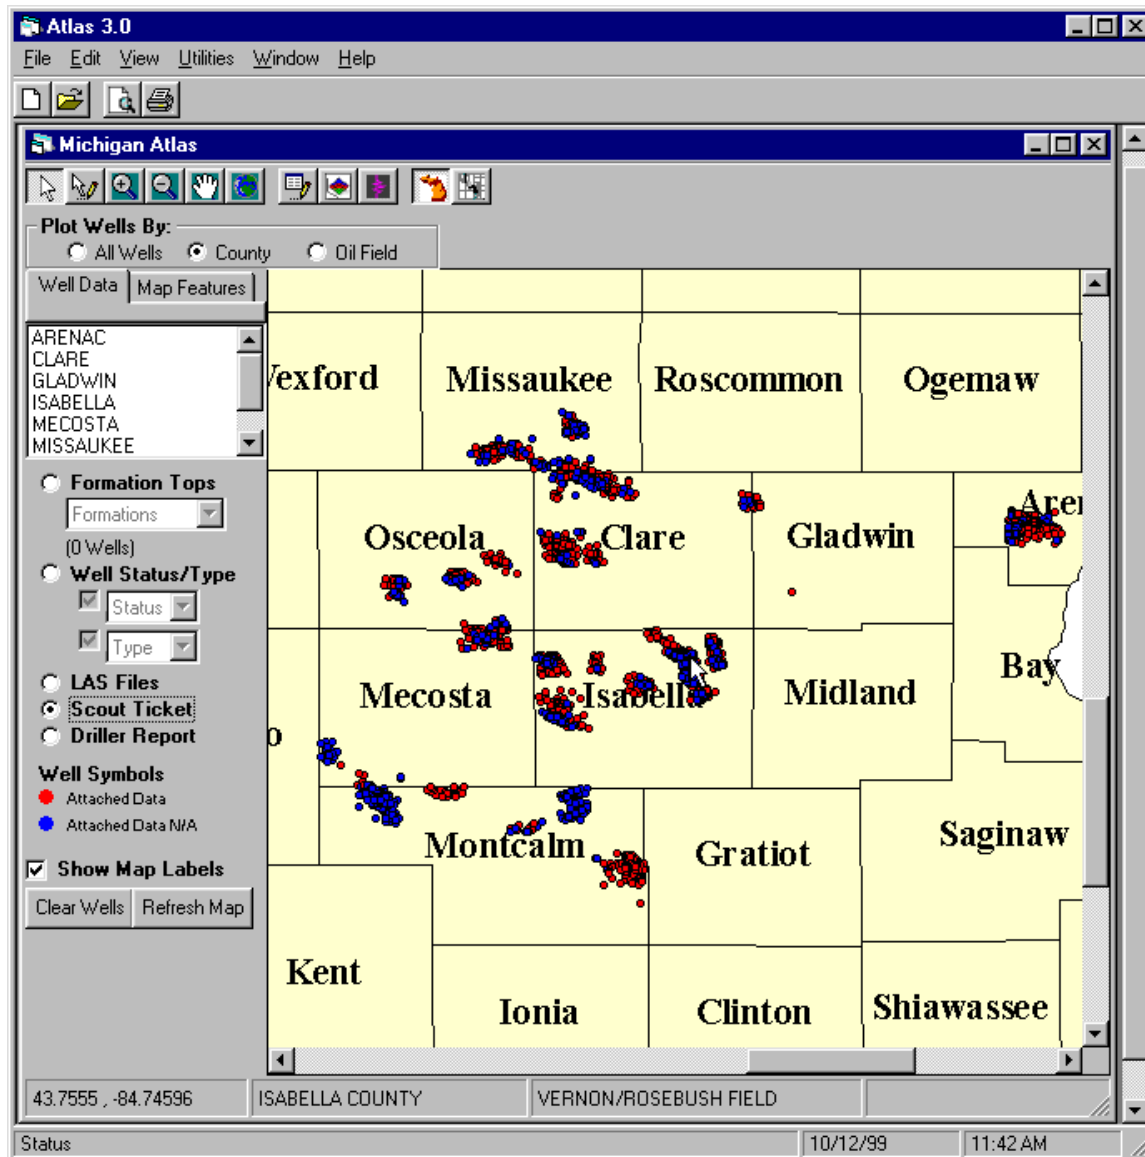 Atlas 3.0
File Edit View Utilities Window Help
Michigan Atlas
Plot Wells By:
All Wells County Oil Field
Well Data Map Features
ARENAC
CLARE
GLADWIN
ISABELLA
MECOSTA
MISSAUKEE
Formation Tops
Formations
(0 Wells)
Well Status/Type
Status
Type
LAS Files
Scout Ticket
Driller Report
Well Symbols
Attached Data
Attached Data N/A
Show Map Labels
Clear Wells Refresh Map
Vexford Missaukee Roscommon Ogemaw
Osceola Clare Gladwin Aren
o Mecosta Isabella Midland Bay
Montcalm Gratiot Saginaw
Kent Ionia Clinton Shiawassee
43.7555 , -84.74596 ISABELLA COUNTY VERNON/ROSEBUSH FIELD
Status 10/12/99 11:42 AM